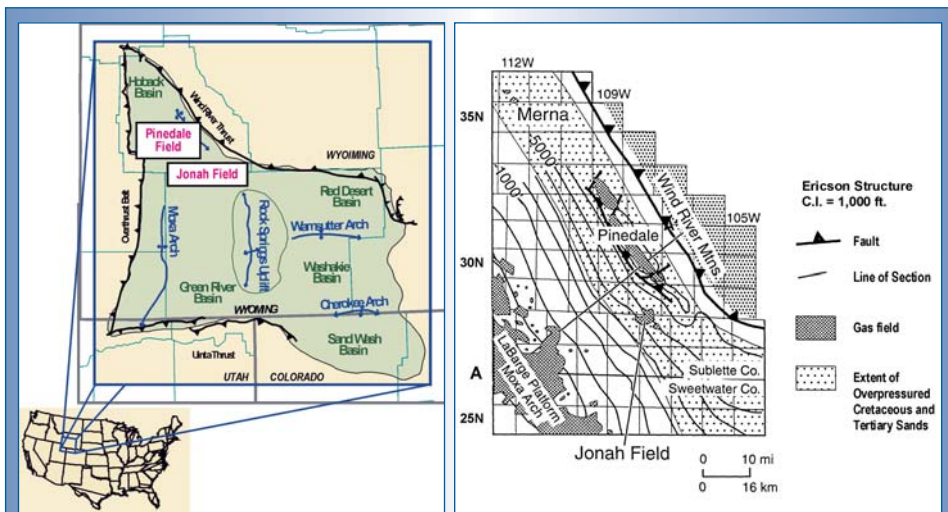 Hoback
Basin
Wind River Thrust
Pinedale
Field
WYOIMING
Jonah Field
Overthrust Belt
Red Desert
Basin
Moxa Arch
Rock Springs Uplift
Wamsutter Arch
Washakie
Basin
Green River
Basin
WYOMING
Cherokee Arch
Sand Wash
Basin
Uinta Thrust
UTAH
COLORADO
112W
109W
35N
Merna
5000
1000
Wind River Mtns.
105W
Pinedale
30N
LaBarge Platform
Moxa Arch
Sublette Co.
A
Sweetwater Co.
25N
Jonah Field
0 10 mi
0 16 km
Ericson Structure
C.I. = 1,000 ft.
Fault
Line of Section
Gas field
Extent of
Overpressured
Cretaceous and
Tertiary Sands